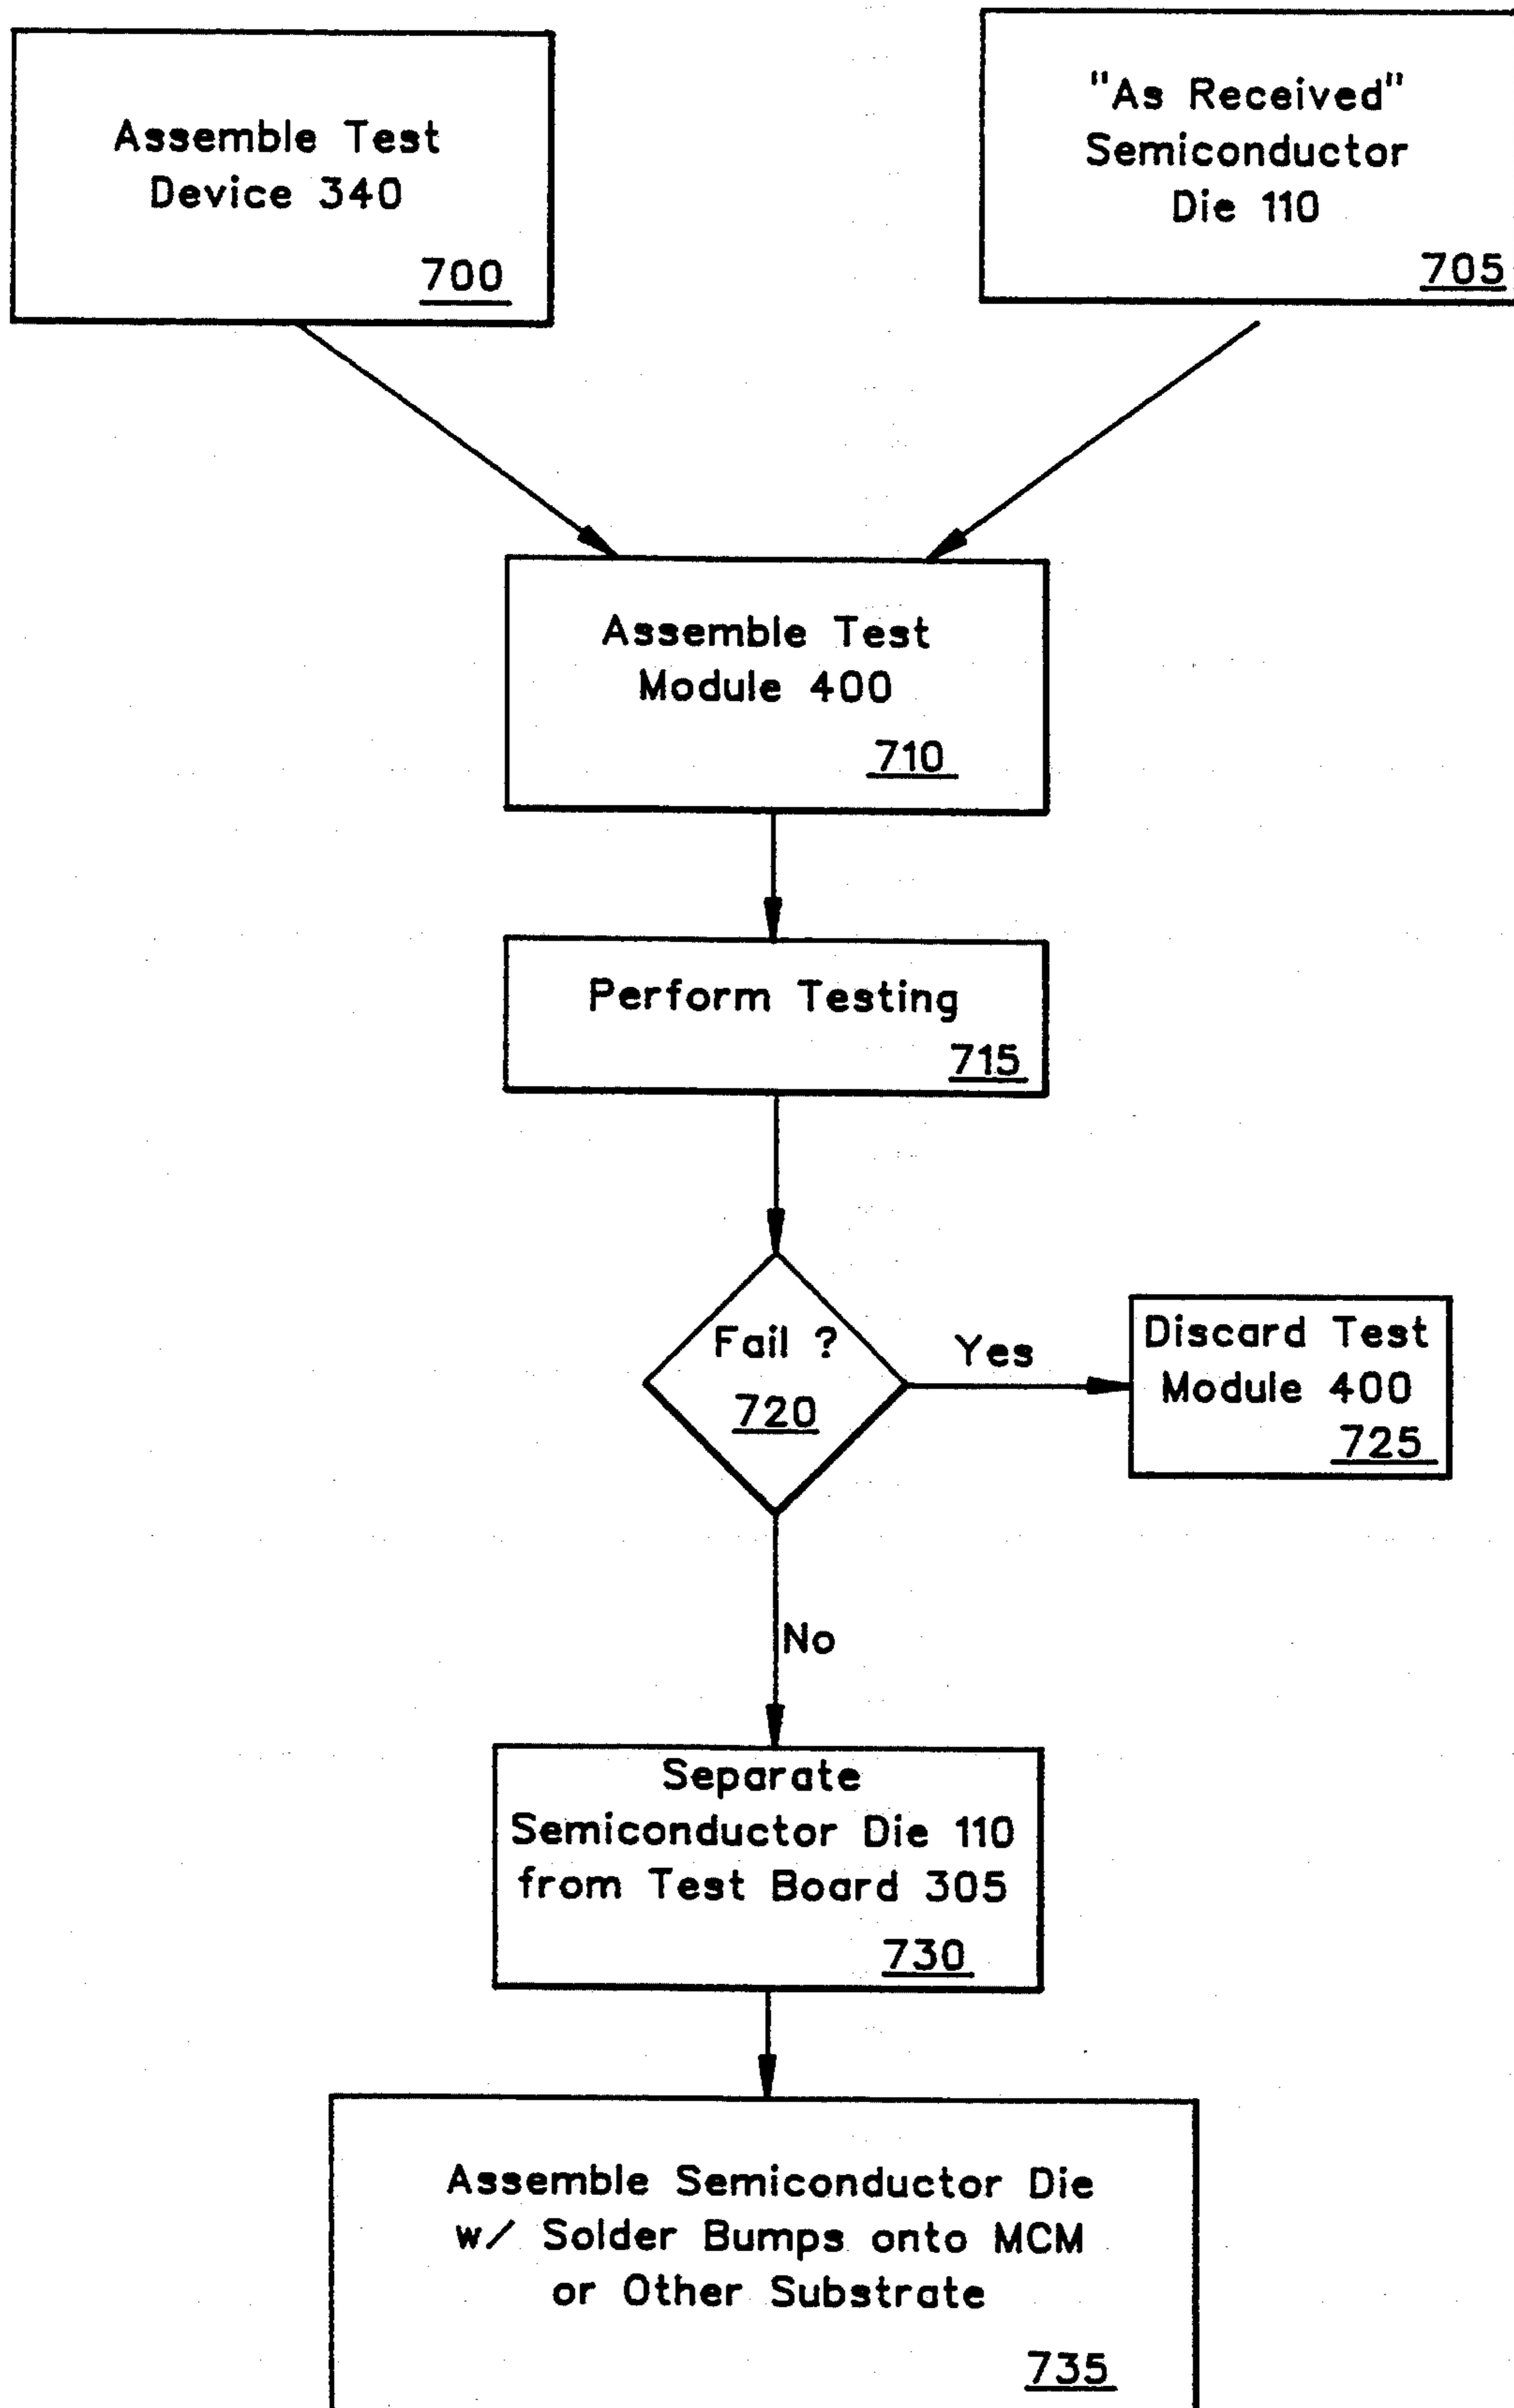 Assemble Test
Device 340
700
"As Received"
Semiconductor
Die 110
705
Assemble Test
Module 400
710
Perform Testing
715
Fail ?
720
Yes
Discard Test
Module 400
725
No
Separate
Semiconductor Die 110
from Test Board 305
730
Assemble Semiconductor Die
w/ Solder Bumps onto MCM
or Other Substrate
735